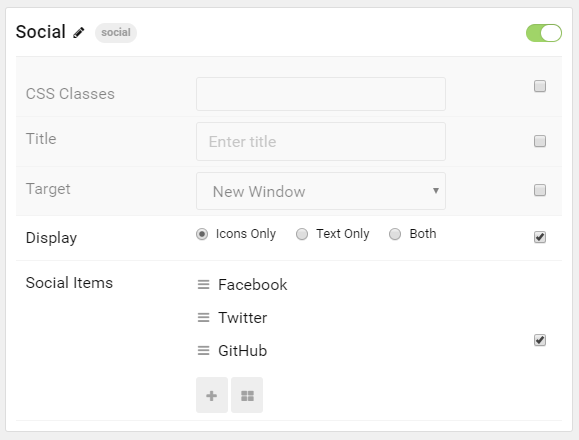 Social social
CSS Classes
Title Enter title
Target New Window
Display Icons Only Text Only Both
Social Items Facebook
Twitter
GitHub